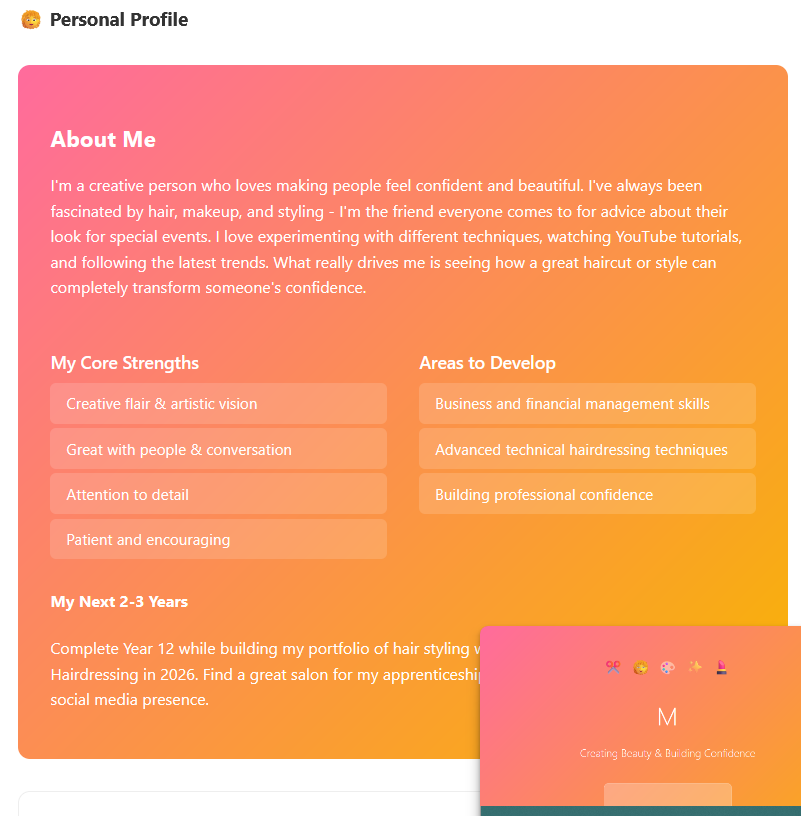 Personal Profile
About Me
I'm a creative person who loves making people feel confident and beautiful. I've always been
fascinated by hair, makeup, and styling - I'm the friend everyone comes to for advice about their
look for special events. I love experimenting with different techniques, watching YouTube tutorials,
and following the latest trends. What really drives me is seeing how a great haircut or style can
completely transform someone's confidence.
My Core Strengths
Creative flair & artistic vision
Great with people & conversation
Attention to detail
Patient and encouraging
Areas to Develop
Business and financial management skills
Advanced technical hairdressing techniques
Building professional confidence
My Next 2-3 Years
Complete Year 12 while building my portfolio of hair styling
Hairdressing in 2026. Find a great salon for my
social media presence.
M
Creating Beauty & Building Confidence